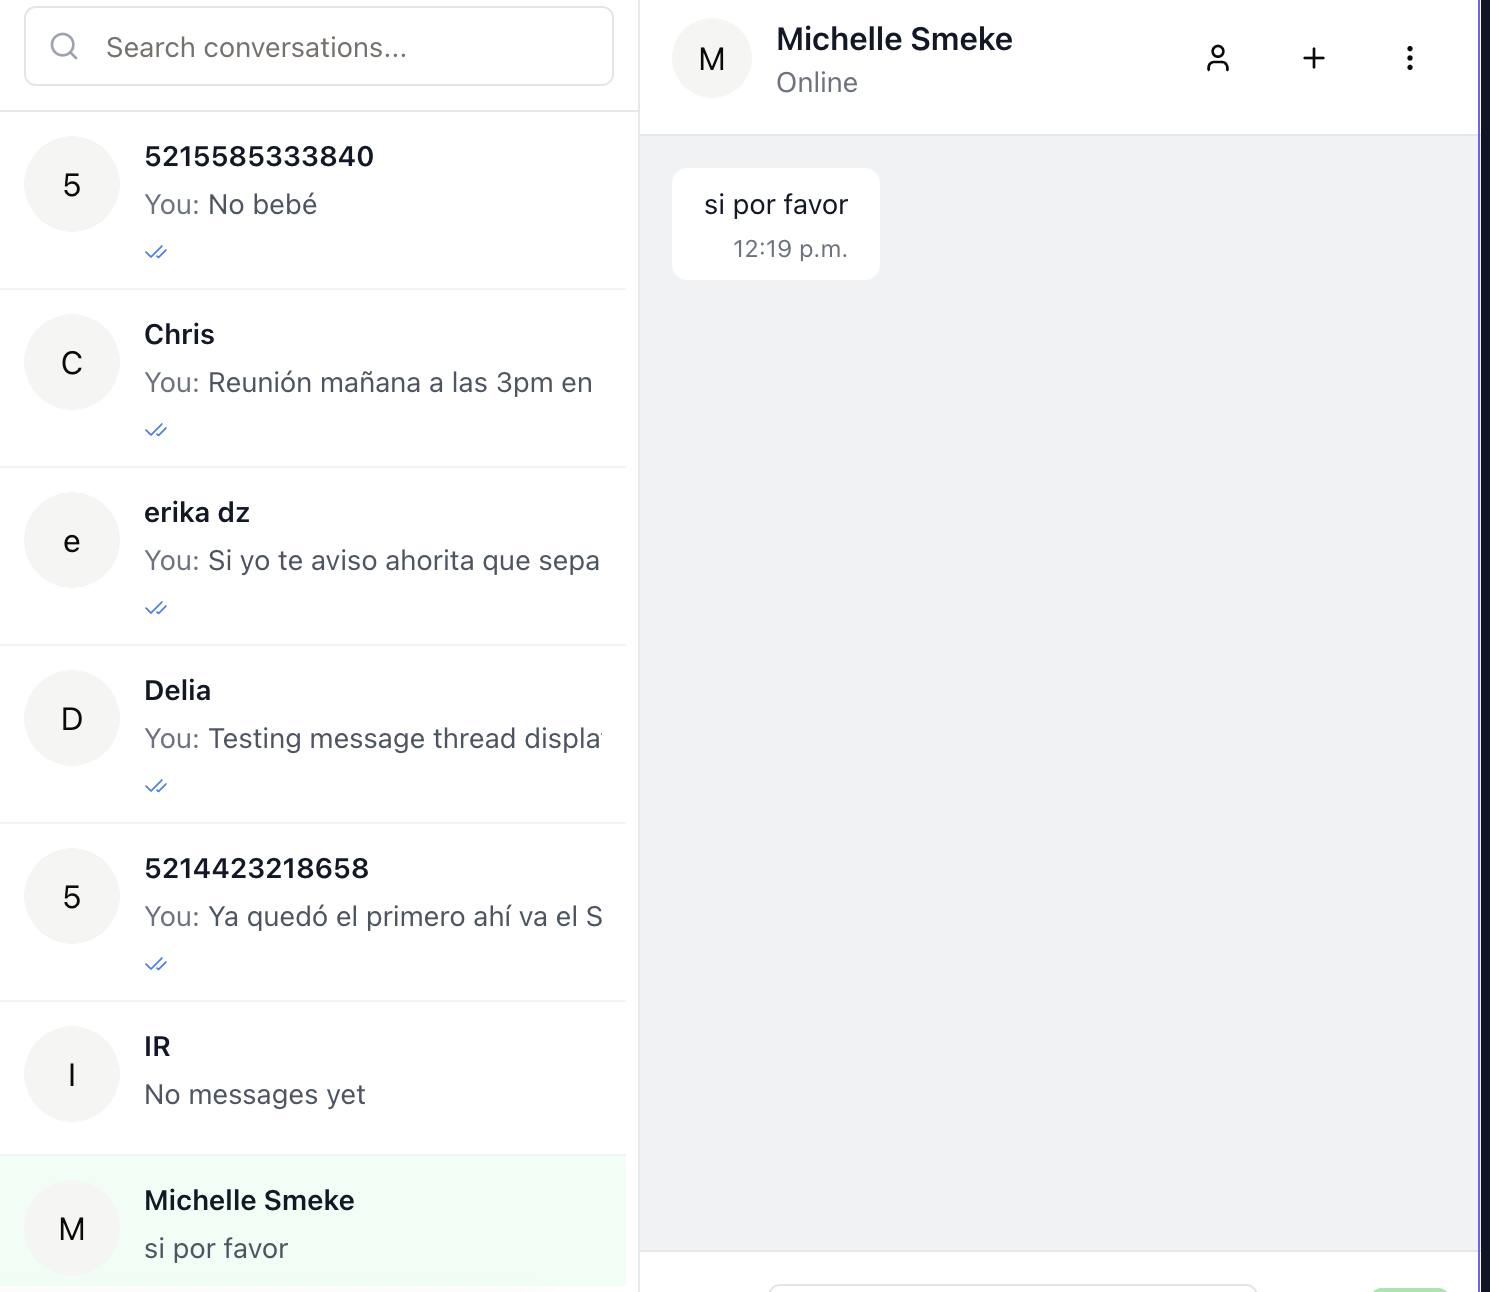 Search conversations...
5
5215585333840
You: No bebé
C
Chris
You: Reunión mañana a las 3pm en
e
erika dz
You: Si yo te aviso ahorita que sepa
D
Delia
You: Testing message thread displa
5
5214423218658
You: Ya quedó el primero ahí va el S
I
IR
No messages yet
M
Michelle Smeke
si por favor
M
Michelle Smeke
Online
si por favor
12:19 p.m.